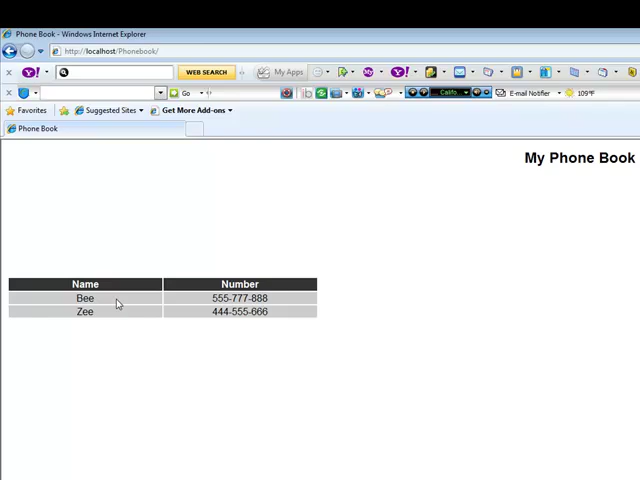 Phone Book - Windows Internet Explorer
http://localhost/Phonebook/
x Y! WEB SEARCH My Apps
x Go Califo... E-mail Notifier 109°F
Favorites Suggested Sites Get More Add-ons
Phone Book
My Phone Book
Name Number
Bee 555-777-888
Zee 444-555-666